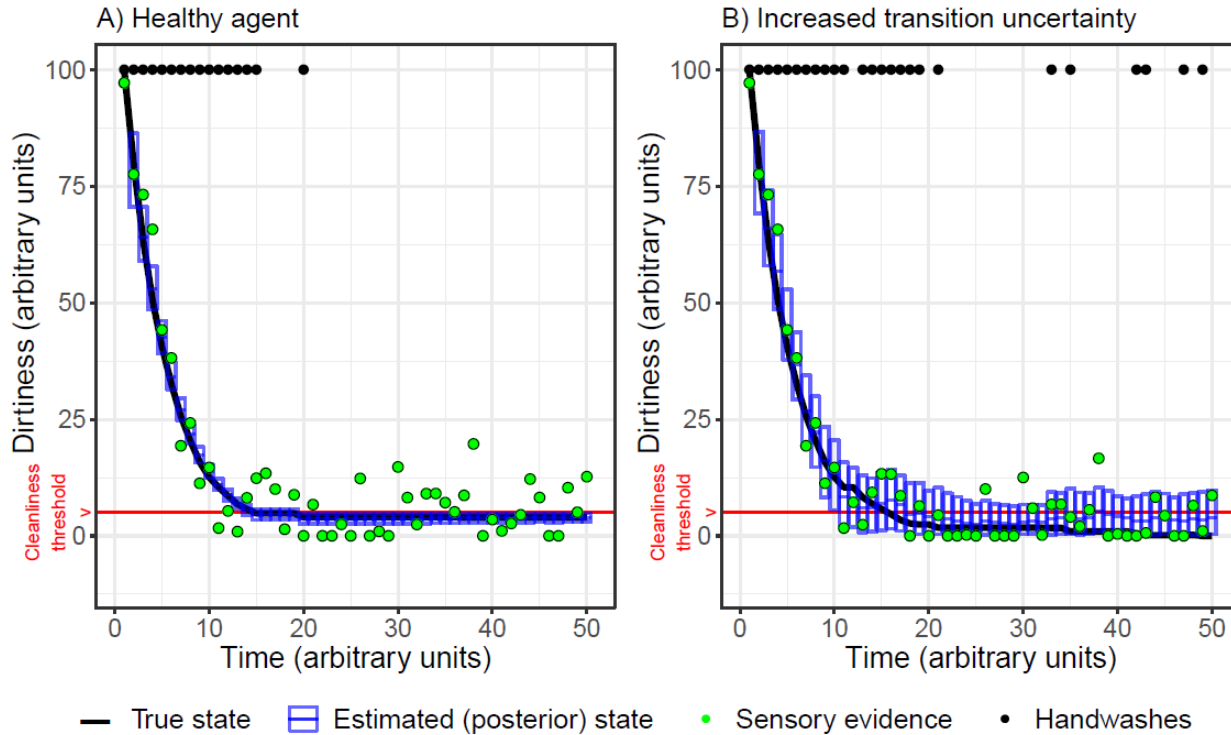 A) Healthy agent
Dirtiness (arbitrary units)
100
75
50
25
0
Cleanliness
threshold
>
0
10
20
30
40
50
Time (arbitrary units)
B) Increased transition uncertainty
Dirtiness (arbitrary units)
100
75
50
25
0
Cleanliness
threshold
>
0
10
20
30
40
50
Time (arbitrary units)
True state
Estimated (posterior) state
Sensory evidence
Handwashes